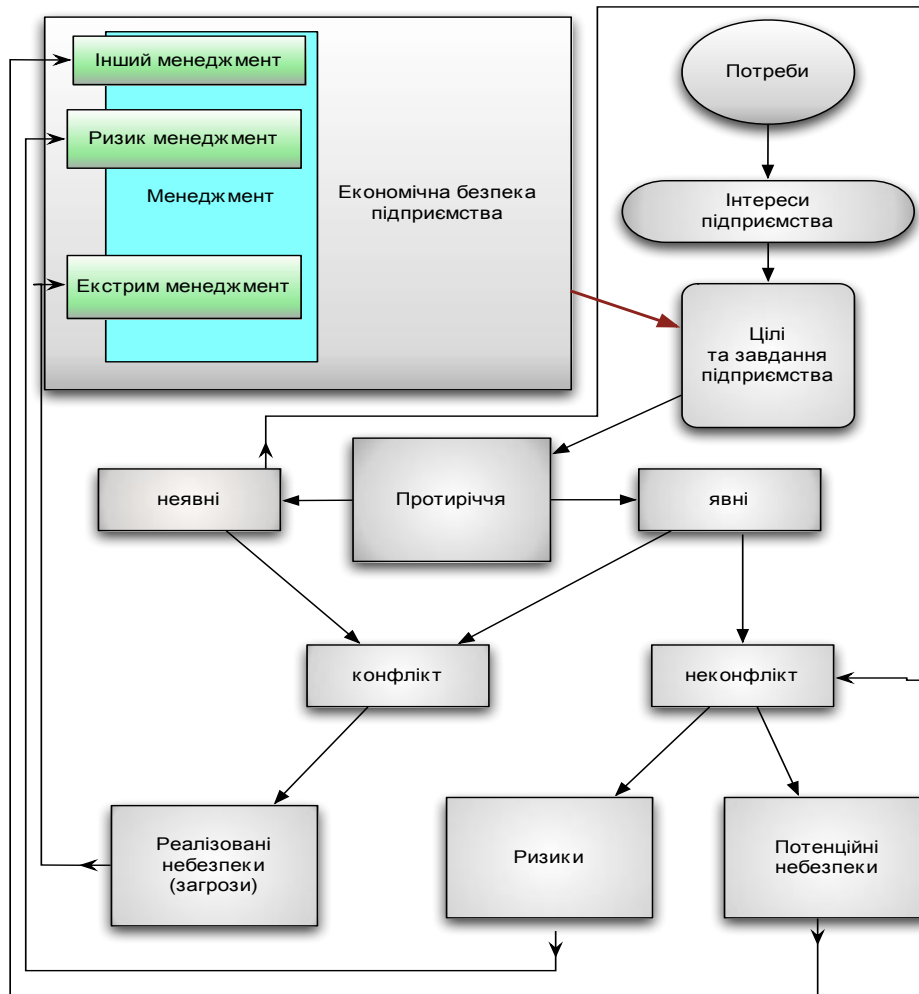 Інший менеджмент
Ризик менеджмент
Менеджмент
Екстрим менеджмент
Економічна безпека
підприємства
Потреби
Інтереси
підприємства
Цілі
та завдання
підприємства
неявні
Протиріччя
явні
конфлікт
неконфлікт
Реалізовані
небезпеки
(загрози)
Ризики
Потенційні
небезпеки